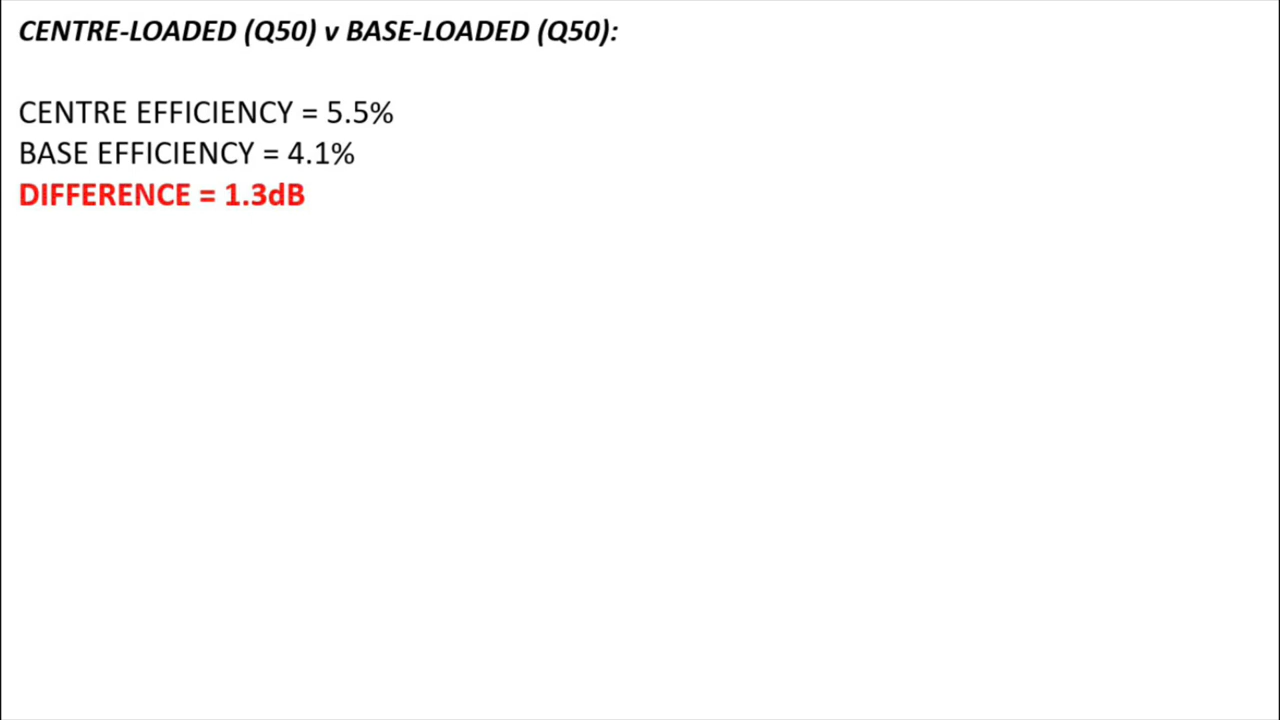 CENTRE-LOADED (Q50) v BASE-LOADED (Q50):
CENTRE EFFICIENCY = 5.5%
BASE EFFICIENCY = 4.1%
DIFFERENCE = 1.3dB